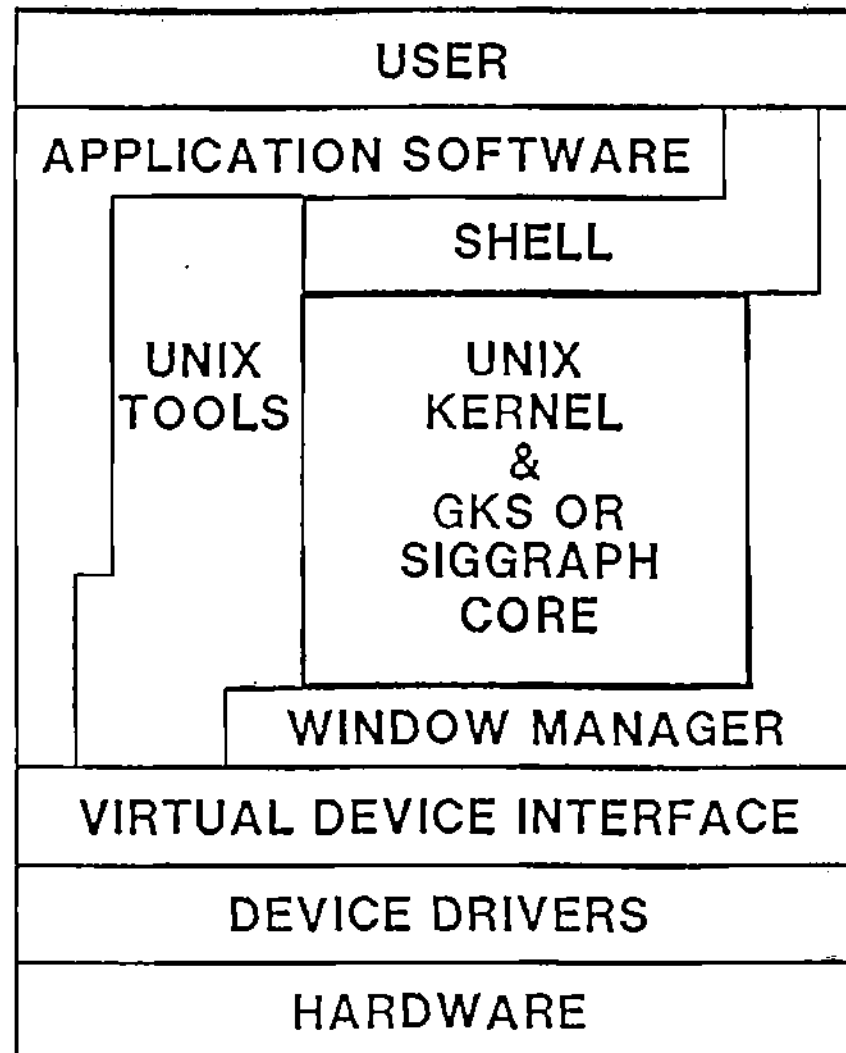 USER
APPLICATION SOFTWARE
SHELL
UNIX
TOOLS
UNIX
KERNEL
&
GKS OR
SIGGRAPH
CORE
WINDOW MANAGER
VIRTUAL DEVICE INTERFACE
DEVICE DRIVERS
HARDWARE